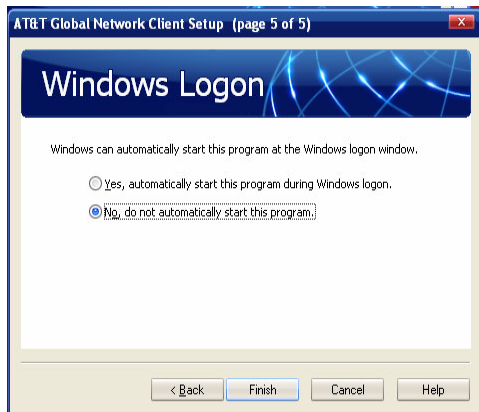 AT&T Global Network Client Setup (page 5 of 5)
Windows Logon
Windows can automatically start this program at the Windows logon window.
Yes, automatically start this program during Windows logon.
No, do not automatically start this program.
< Back
Finish
Cancel
Help